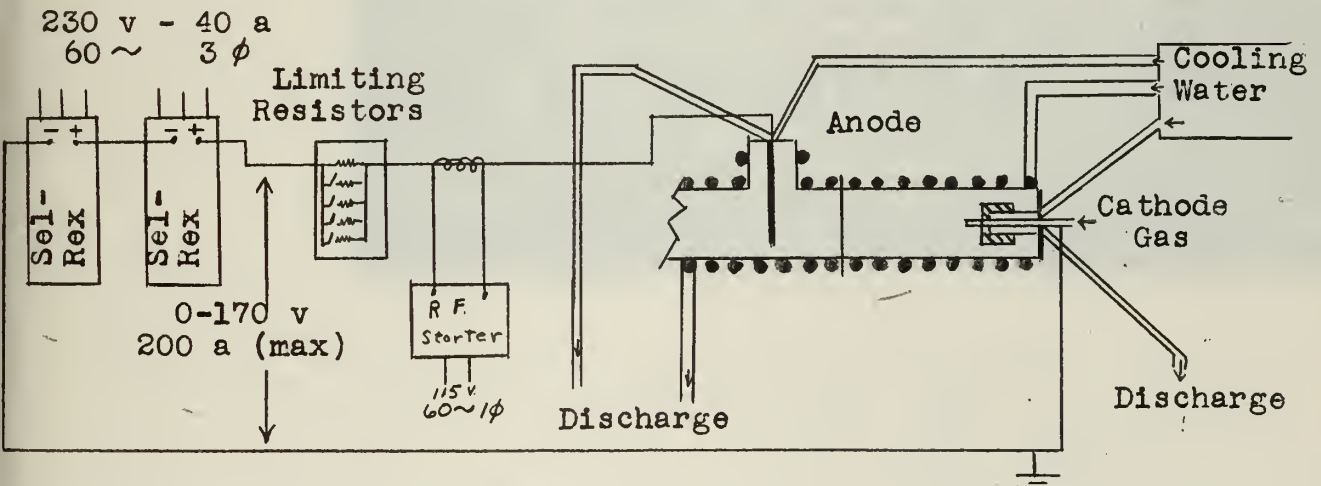 230 v - 40 a
60 ~ 3 ϕ
Limiting
Resistors
Cooling
Water
Anode
- +
- +
Sel-
Rex
Sel-
Rex
Cathode
Gas
0-170 v
200 a (max)
R F.
Starter
115 v.
60~1ϕ
Discharge
Discharge